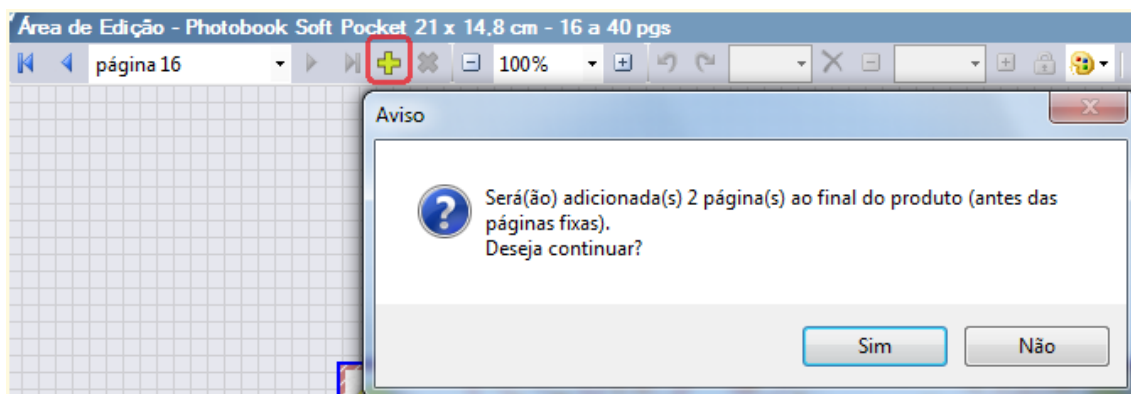 Área de Edição - Photobook Soft Pocket 21 x 14,8 cm - 16 a 40 pgs
página 16
100%
Aviso
Será(ão) adicionada(s) 2 página(s) ao final do produto (antes das
páginas fixas).
Deseja continuar?
Sim
Não